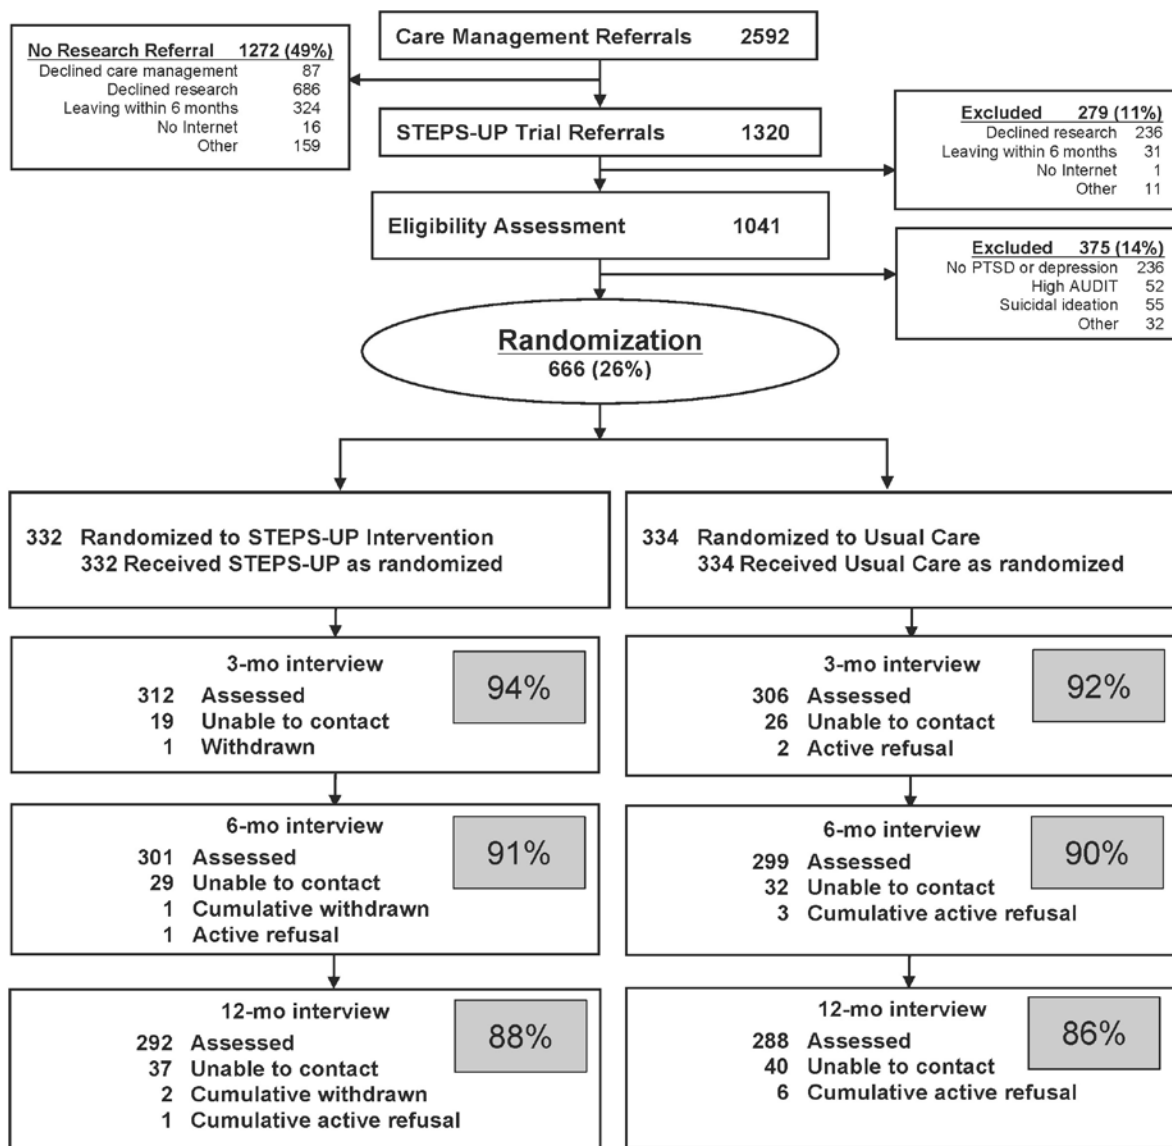 Care Management Referrals 2592
No Research Referral 1272 (49%)
Declined care management 87
Declined research 686
Leaving within 6 months 324
No Internet 16
Other 159
STEPS-UP Trial Referrals 1320
Excluded 279 (11%)
Declined research 236
Leaving within 6 months 31
No Internet 1
Other 11
Eligibility Assessment 1041
Excluded 375 (14%)
No PTSD or depression 236
High AUDIT 52
Suicidal ideation 55
Other 32
Randomization
666 (26%)
332 Randomized to STEPS-UP Intervention
332 Received STEPS-UP as randomized
334 Randomized to Usual Care
334 Received Usual Care as randomized
3-mo interview
94%
312 Assessed
19 Unable to contact
1 Withdrawn
3-mo interview
92%
306 Assessed
26 Unable to contact
2 Active refusal
6-mo interview
91%
301 Assessed
29 Unable to contact
1 Cumulative withdrawn
1 Active refusal
6-mo interview
90%
299 Assessed
32 Unable to contact
3 Cumulative active refusal
12-mo interview
88%
292 Assessed
37 Unable to contact
2 Cumulative withdrawn
1 Cumulative active refusal
12-mo interview
86%
288 Assessed
40 Unable to contact
6 Cumulative active refusal